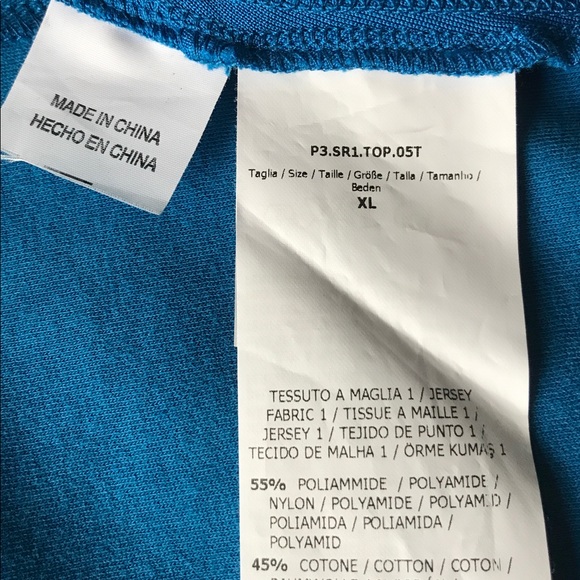 MADE IN CHINA
HECHO EN CHINA
P3.SR1.TOP.05T
Taglia / Size / Taille / Größe / Talla / Tamanho /
Beden
XL
TESSUTO A MAGLIA 1 / JERSEY
FABRIC 1 / TISSUE A MAILLE 1 /
JERSEY 1 / TEJIDO DE PUNTO 1 /
TECIDO DE MALHA 1 / ÖRME KUMAŞ 1
55% POLIAMMIDE / POLYAMIDE /
NYLON / POLYAMIDE / POLYAMID /
POLIAMIDA / POLIAMIDA /
POLYAMID
45% COTONE / COTTON / COTON /